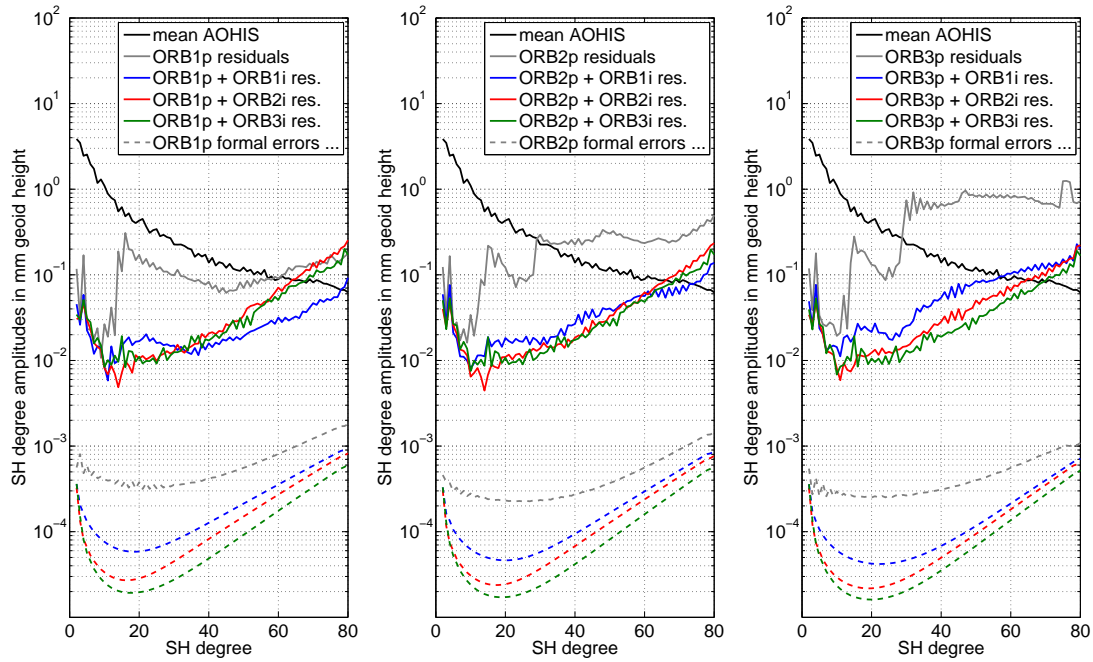 SH degree amplitudes in mm geoid height
10^2
10^1
10^0
10^−1
10^−2
10^−3
10^−4
mean AOHIS
ORB1p residuals
ORB1p + ORB1i res.
ORB1p + ORB2i res.
ORB1p + ORB3i res.
ORB1p formal errors ...
0 20 40 60 80
SH degree
SH degree amplitudes in mm geoid height
10^2
10^1
10^0
10^−1
10^−2
10^−3
10^−4
mean AOHIS
ORB2p residuals
ORB2p + ORB1i res.
ORB2p + ORB2i res.
ORB2p + ORB3i res.
ORB2p formal errors ...
0 20 40 60 80
SH degree
SH degree amplitudes in mm geoid height
10^2
10^1
10^0
10^−1
10^−2
10^−3
10^−4
mean AOHIS
ORB3p residuals
ORB3p + ORB1i res.
ORB3p + ORB2i res.
ORB3p + ORB3i res.
ORB2p formal errors ...
0 20 40 60 80
SH degree